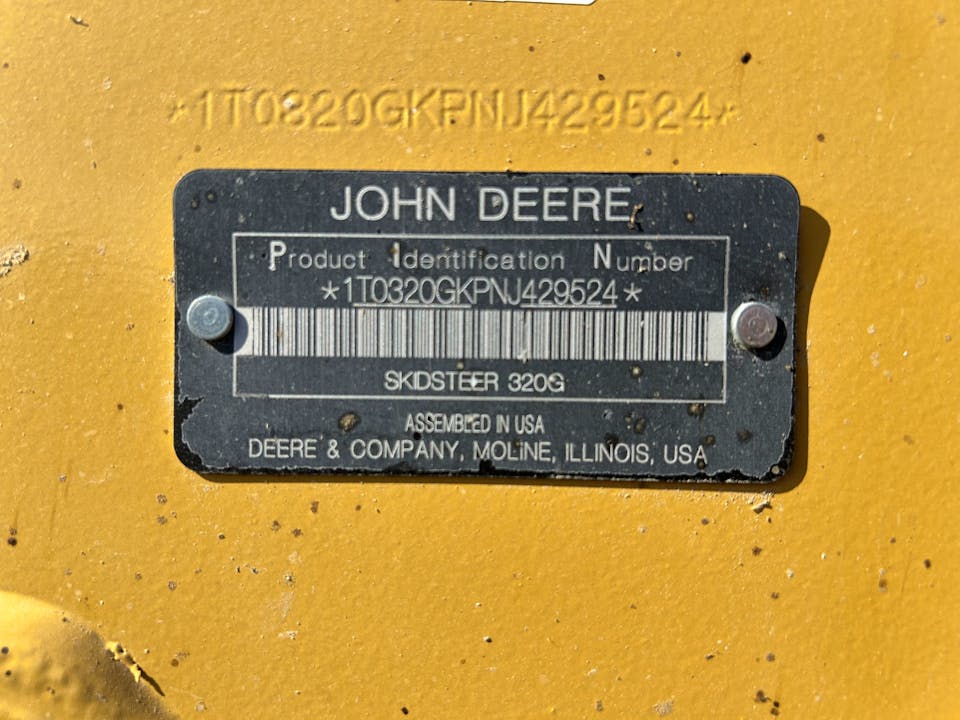 *1T0320GKPNJ429524*
JOHN DEERE
Product Identification Number
*1T0320GKPNJ429524*
SKIDSTEER 320G
ASSEMBLED IN USA
DEERE & COMPANY, MOLINE, ILLINOIS, USA